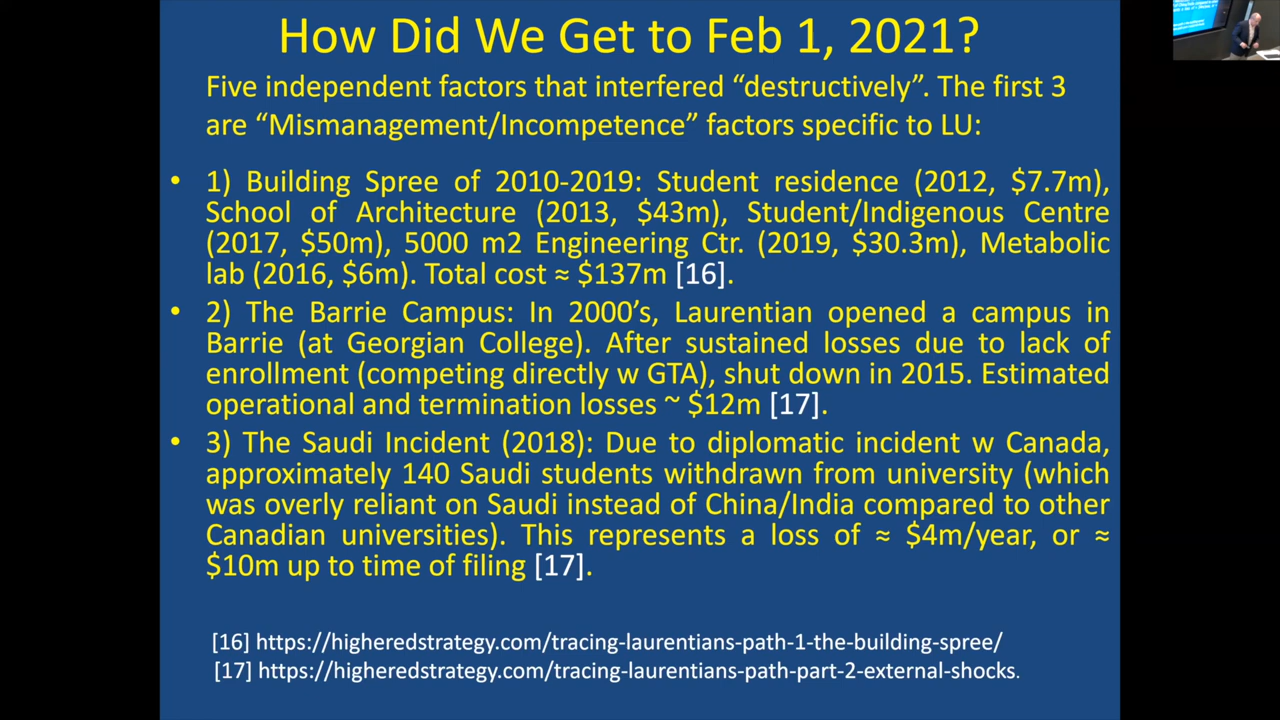 How Did We Get to Feb 1, 2021?
Five independent factors that interfered “destructively”. The first 3
are “Mismanagement/Incompetence” factors specific to LU:
• 1) Building Spree of 2010-2019: Student residence (2012, $7.7m),
School of Architecture (2013, $43m), Student/Indigenous Centre
(2017, $50m), 5000 m2 Engineering Ctr. (2019, $30.3m), Metabolic
lab (2016, $6m). Total cost ≈ $137m [16].
• 2) The Barrie Campus: In 2000’s, Laurentian opened a campus in
Barrie (at Georgian College). After sustained losses due to lack of
enrollment (competing directly w GTA), shut down in 2015. Estimated
operational and termination losses ~ $12m [17].
• 3) The Saudi Incident (2018): Due to diplomatic incident w Canada,
approximately 140 Saudi students withdrawn from university (which
was overly reliant on Saudi instead of China/India compared to other
Canadian universities). This represents a loss of ≈ $4m/year, or ≈
$10m up to time of filing [17].
[16] https://higheredstrategy.com/tracing-laurentians-path-1-the-building-spree/
[17] https://higheredstrategy.com/tracing-laurentians-path-part-2-external-shocks.